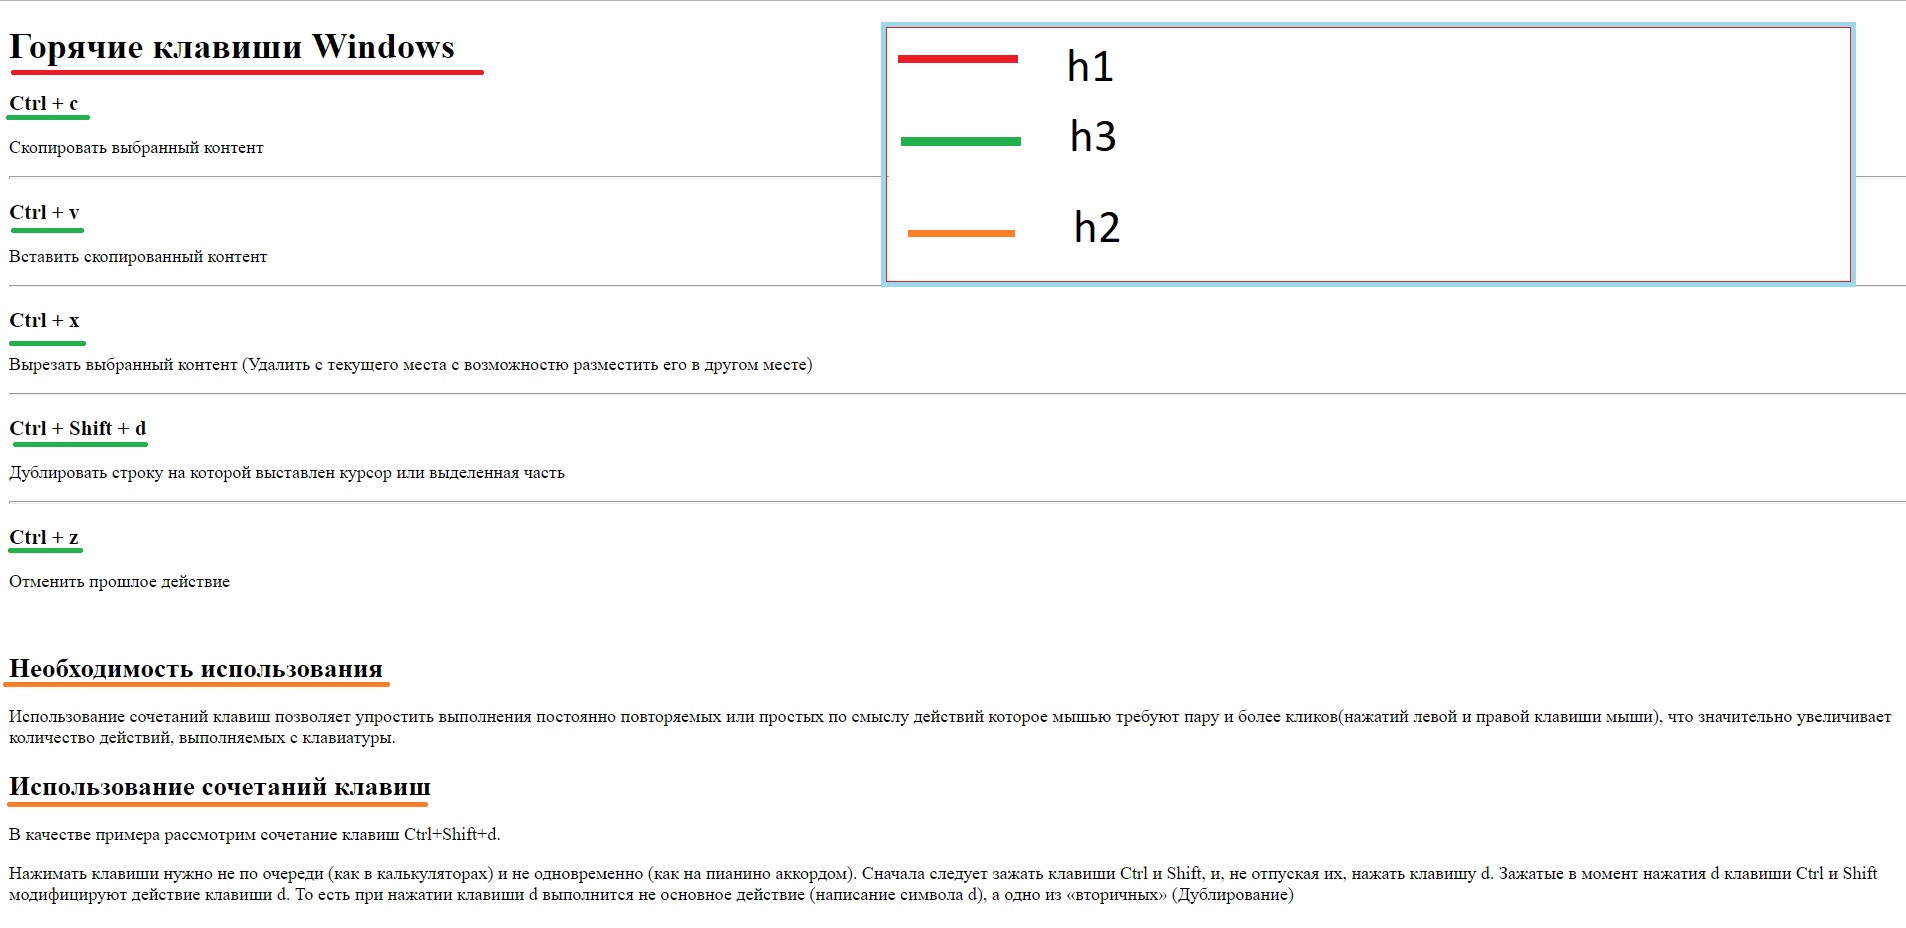 Горячие клавиши Windows
h1
Ctrl + c
h3
Скопировать выбранный контент
Ctrl + v
h2
Вставить скопированный контент
Ctrl + x
Вырезать выбранный контент (Удалить с текущего места с возможностью разместить его в другом месте)
Ctrl + Shift + d
Дублировать строку на которой выставлен курсор или выделенная часть
Ctrl + z
Отменить прошлое действие
Необходимость использования
Использование сочетаний клавиш позволяет упростить выполнения постоянно повторяемых или простых по смыслу действий которое мышью требуют пару и более кликов(нажатий левой и правой клавиши мыши), что значительно увеличивает
количество действий, выполняемых с клавиатуры.
Использование сочетаний клавиш
В качестве примера рассмотрим сочетание клавиш Ctrl+Shift+d.
Нажимать клавиши нужно не по очереди (как в калькуляторах) и не одновременно (как на пианино аккордом). Сначала следует зажать клавиши Ctrl и Shift, и, не отпуская их, нажать клавишу d. Зажатые в момент нажатия d клавиши Ctrl и Shift
модифицируют действие клавиши d. То есть при нажатии клавиши d выполнится не основное действие (написание символа d), а одно из «вторичных» (Дублирование)